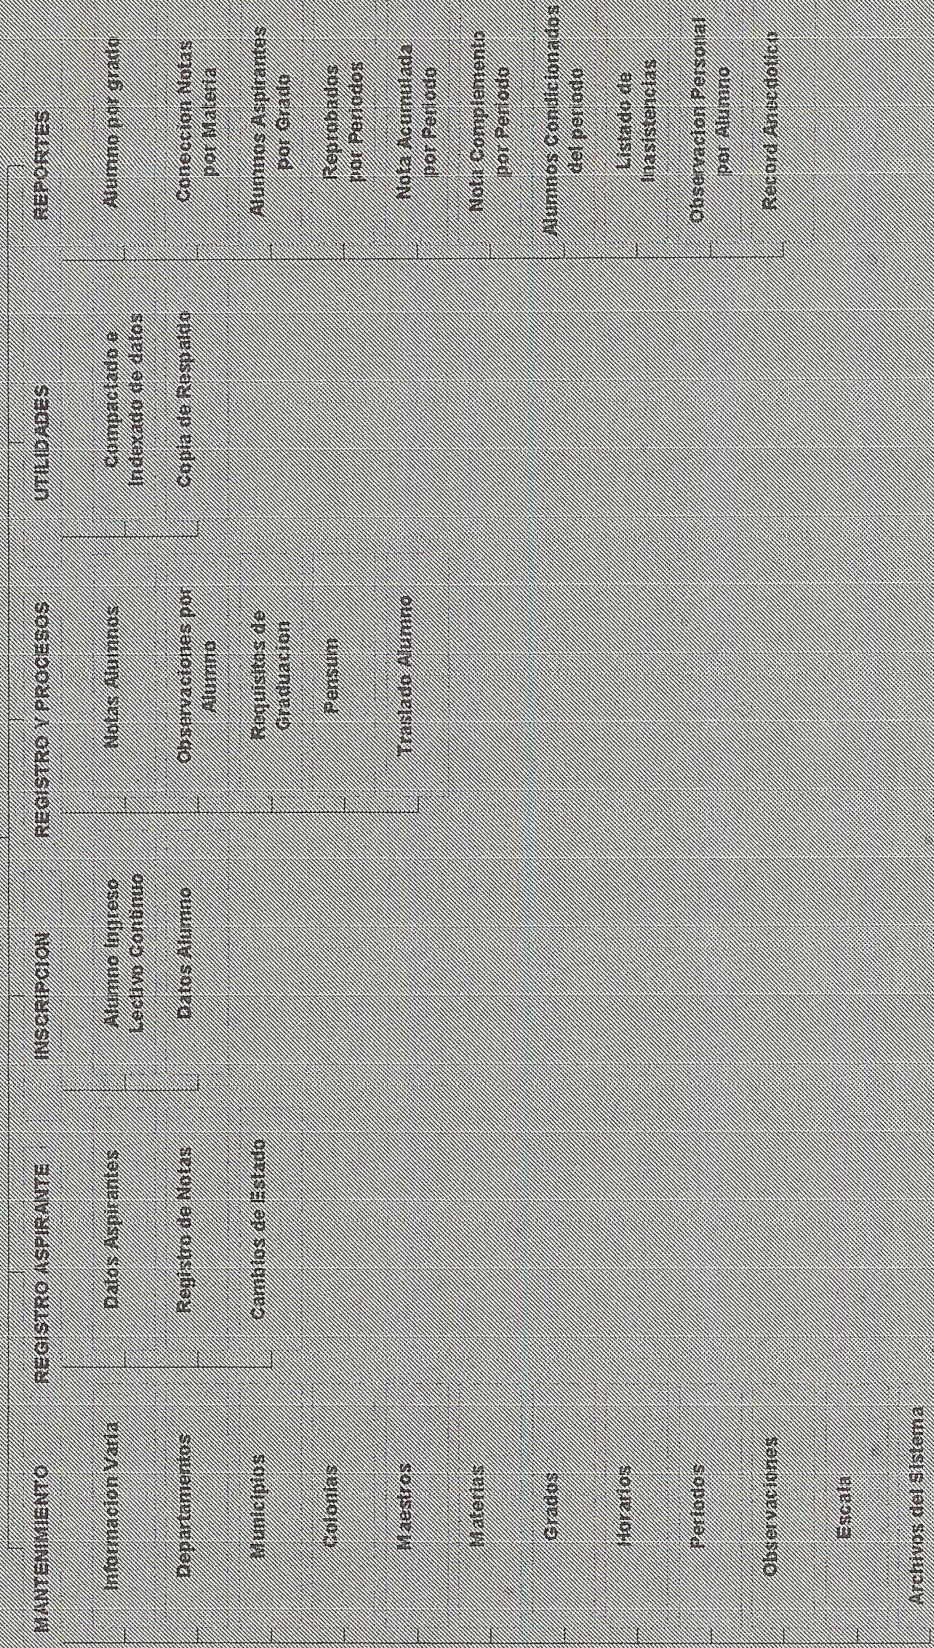 MANTENIMIENTO
Informacion Varia
Departamentos
Municipios
Colonias
Maestros
Materias
Grados
Horarios
Periodos
Observaciones
Escala
Archivos del Sistema
REGISTRO ASPIRANTE
Datos Aspirantes
Registro de Notas
Cambios de Estado
INSCRIPCION
Alumno Ingreso
Lectivo Continuo
Datos Alumno
REGISTRO Y PROCESOS
Notas Alumnos
Observaciones por
Alumno
Requisitos de
Graduacion
Pensum
Traslado Alumno
UTILIDADES
Compactado e
Indexado de datos
Copia de Respaldo
REPORTES
Alumno por grado
Coneccion Notas
por Materia
Alumnos Aspirantes
por Grado
Reprobados
por Periodos
Nota Acumulada
por Periodo
Nota Complemento
por Periodo
Alumnos Condicionados
del periodo
Listado de
Inasistencias
Observacion Personal
por Alumno
Record Anecdotico